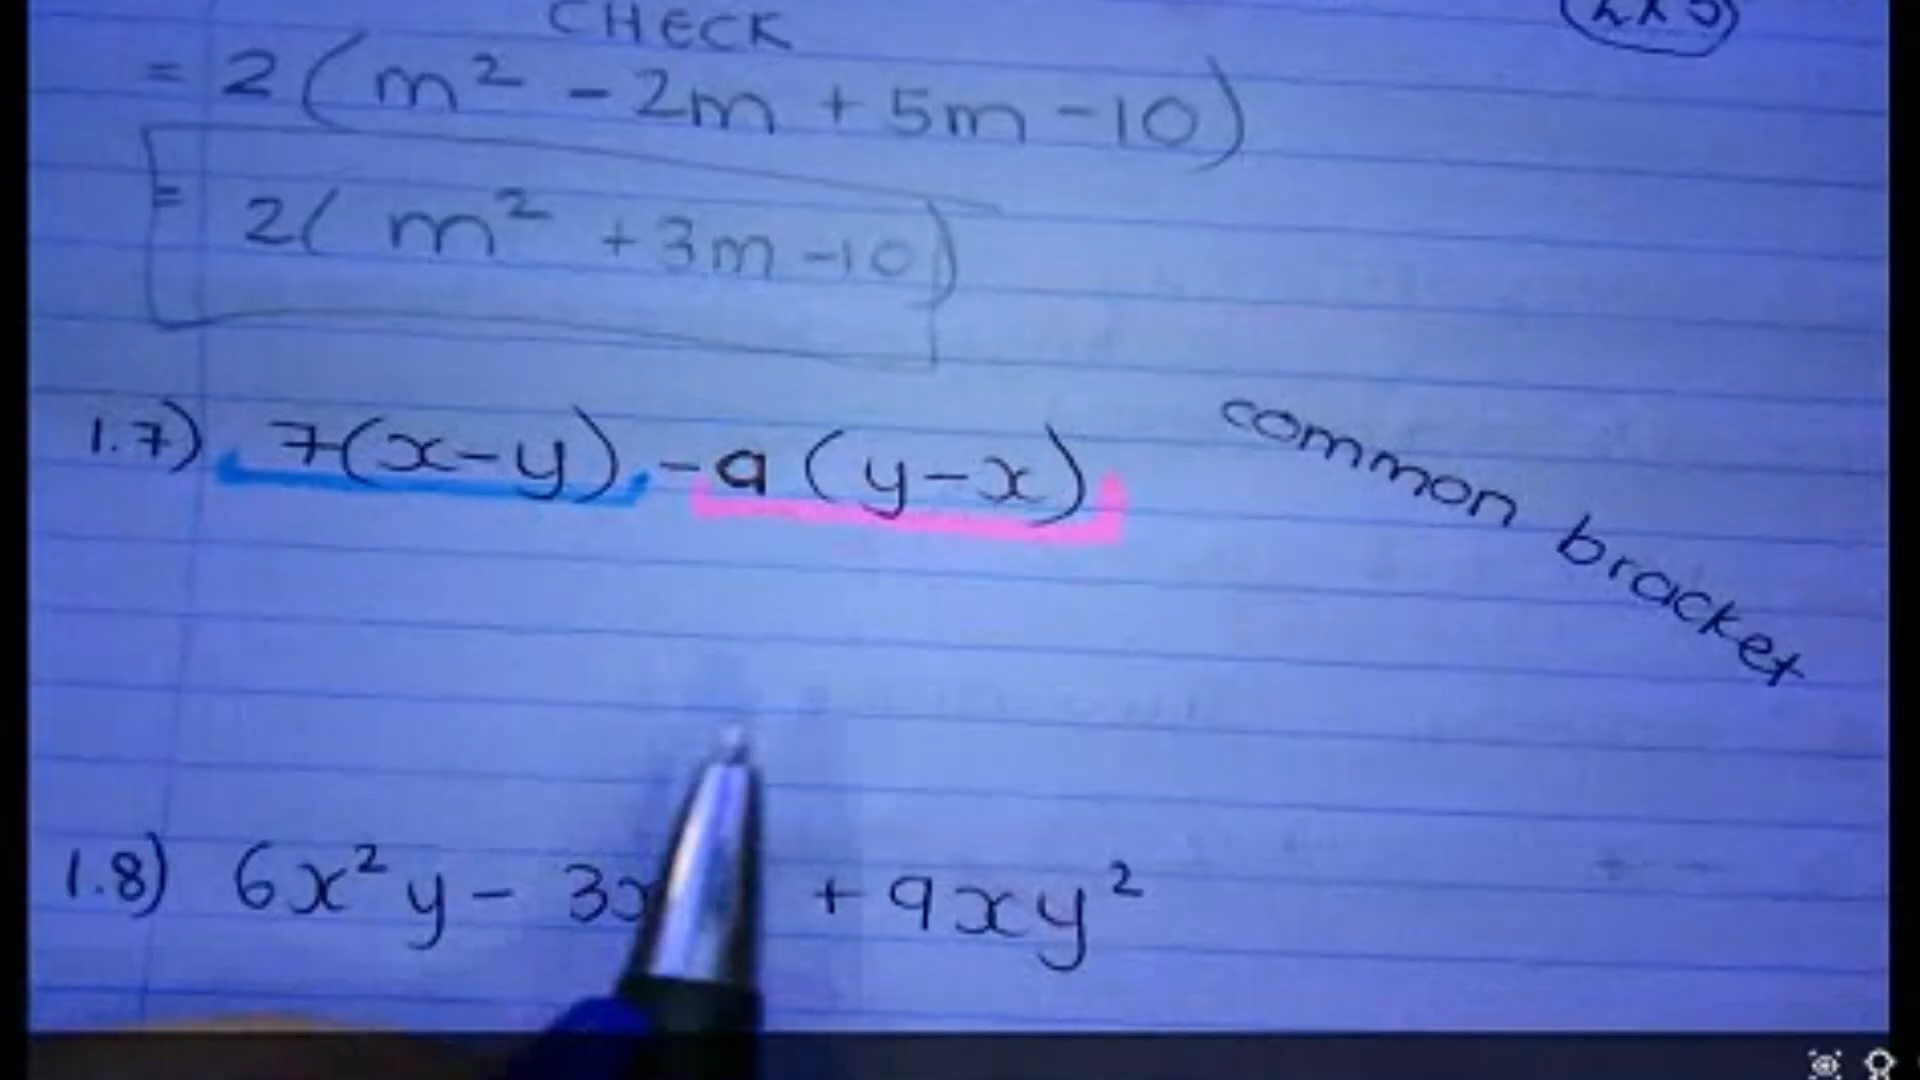 CHECK
= 2 ( m² - 2m + 5m - 10 )
= 2( m² + 3m - 10 )
1.7) 7(x-y) - a (y-x)
common bracket
1.8) 6x²y - 3x + 9xy²